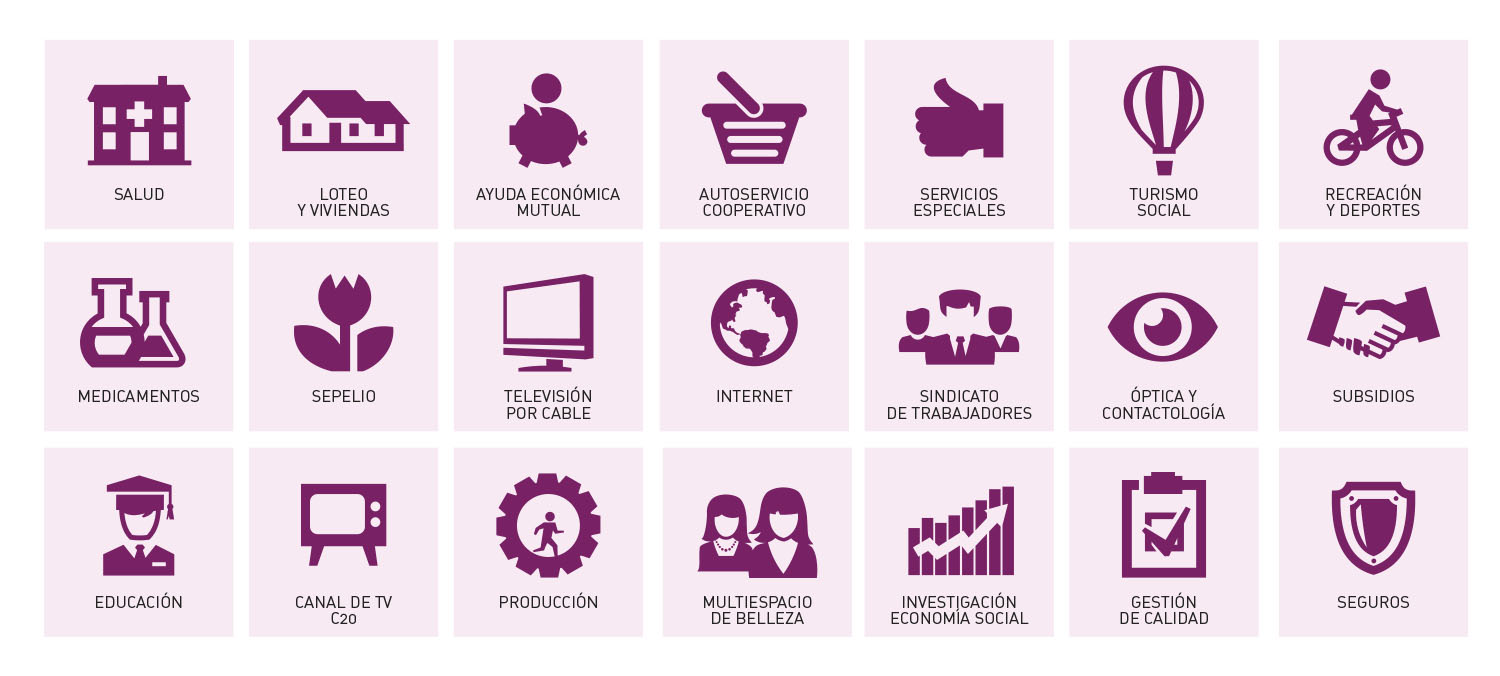 SALUD
LOTEO
Y VIVIENDAS
AYUDA ECONÓMICA
MUTUAL
AUTOSERVICIO
COOPERATIVO
SERVICIOS
ESPECIALES
TURISMO
SOCIAL
RECREACIÓN
Y DEPORTES
MEDICAMENTOS
SEPELIO
TELEVISIÓN
POR CABLE
INTERNET
SINDICATO
DE TRABAJADORES
ÓPTICA Y
CONTACTOLOGÍA
SUBSIDIOS
EDUCACIÓN
CANAL DE TV
C20
PRODUCCIÓN
MULTIESPACIO
DE BELLEZA
INVESTIGACIÓN
ECONOMÍA SOCIAL
GESTIÓN
DE CALIDAD
SEGUROS